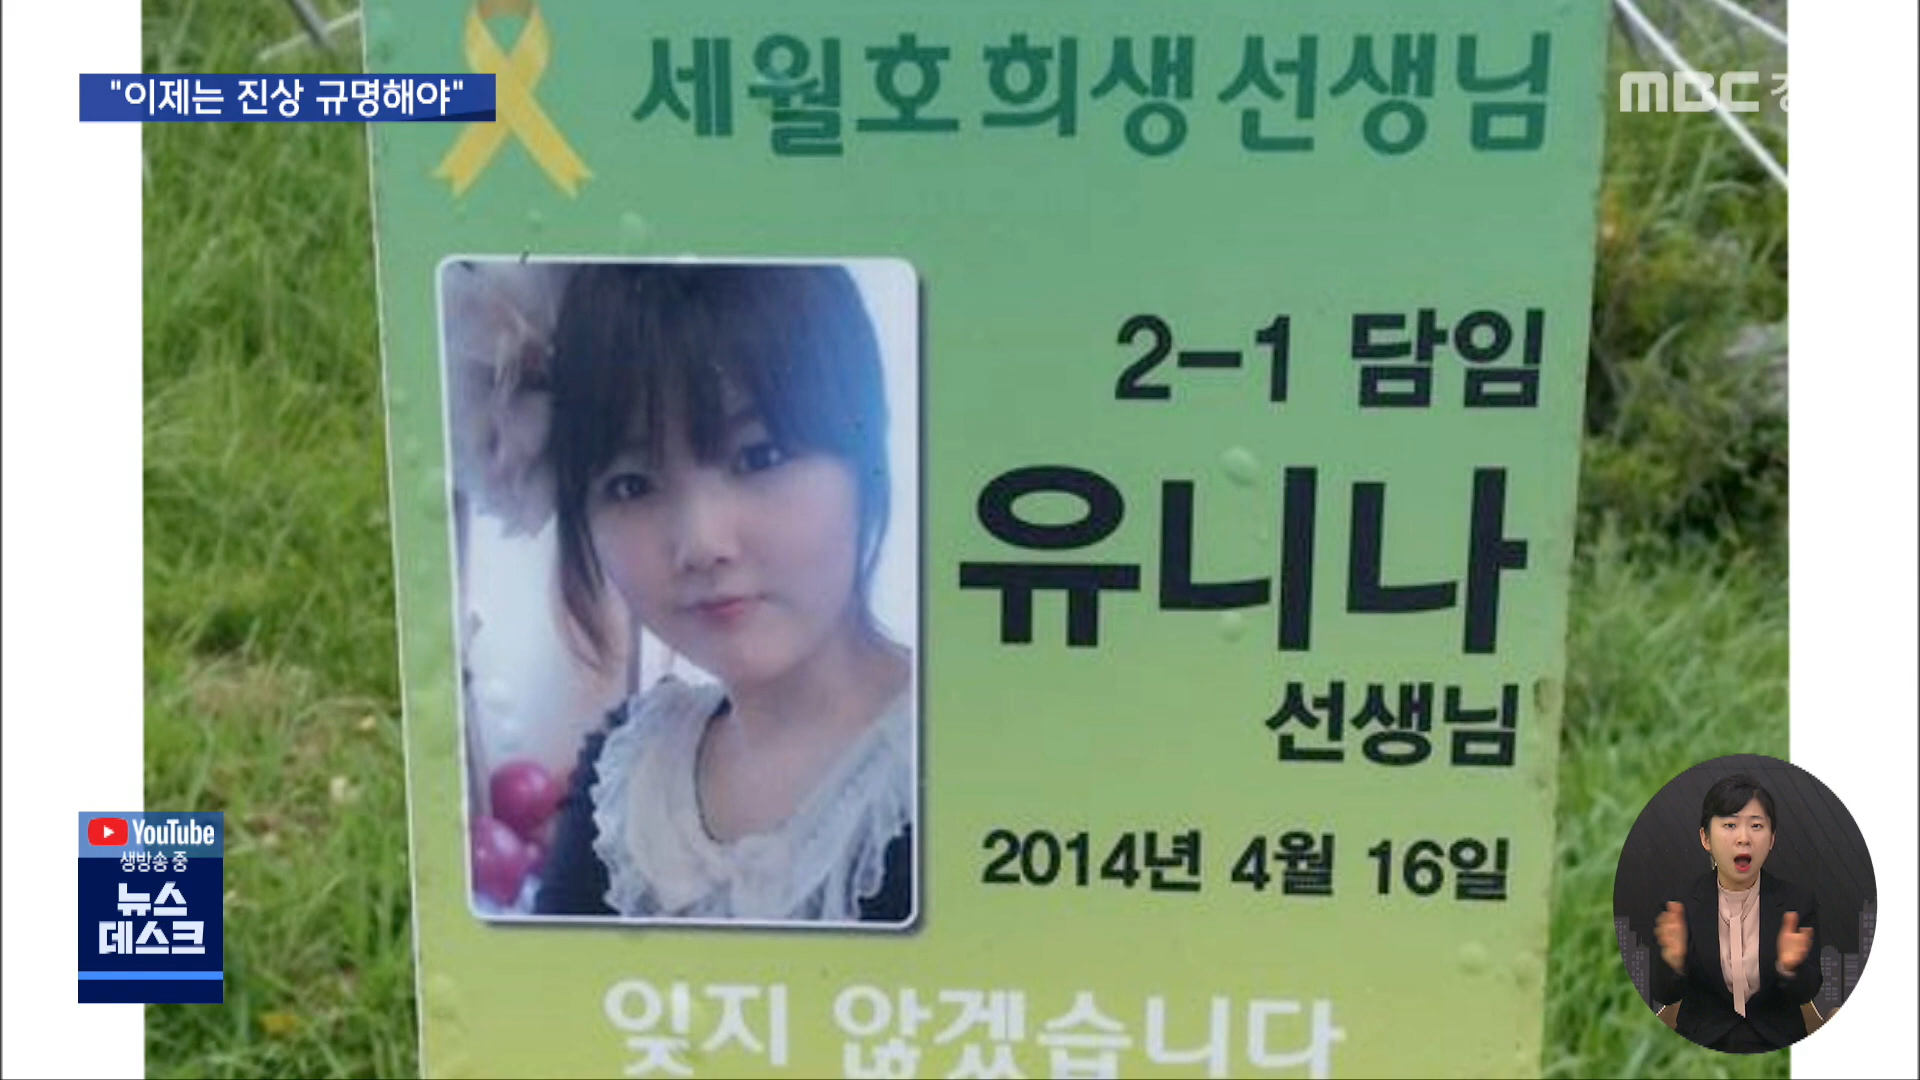 "이제는 진상 규명해야"
MBC
세월호희생선생님
2-1 담임
유니나
선생님
2014년 4월 16일
잊지 않겠습니다
YouTube
생방송 중
뉴스
데스크